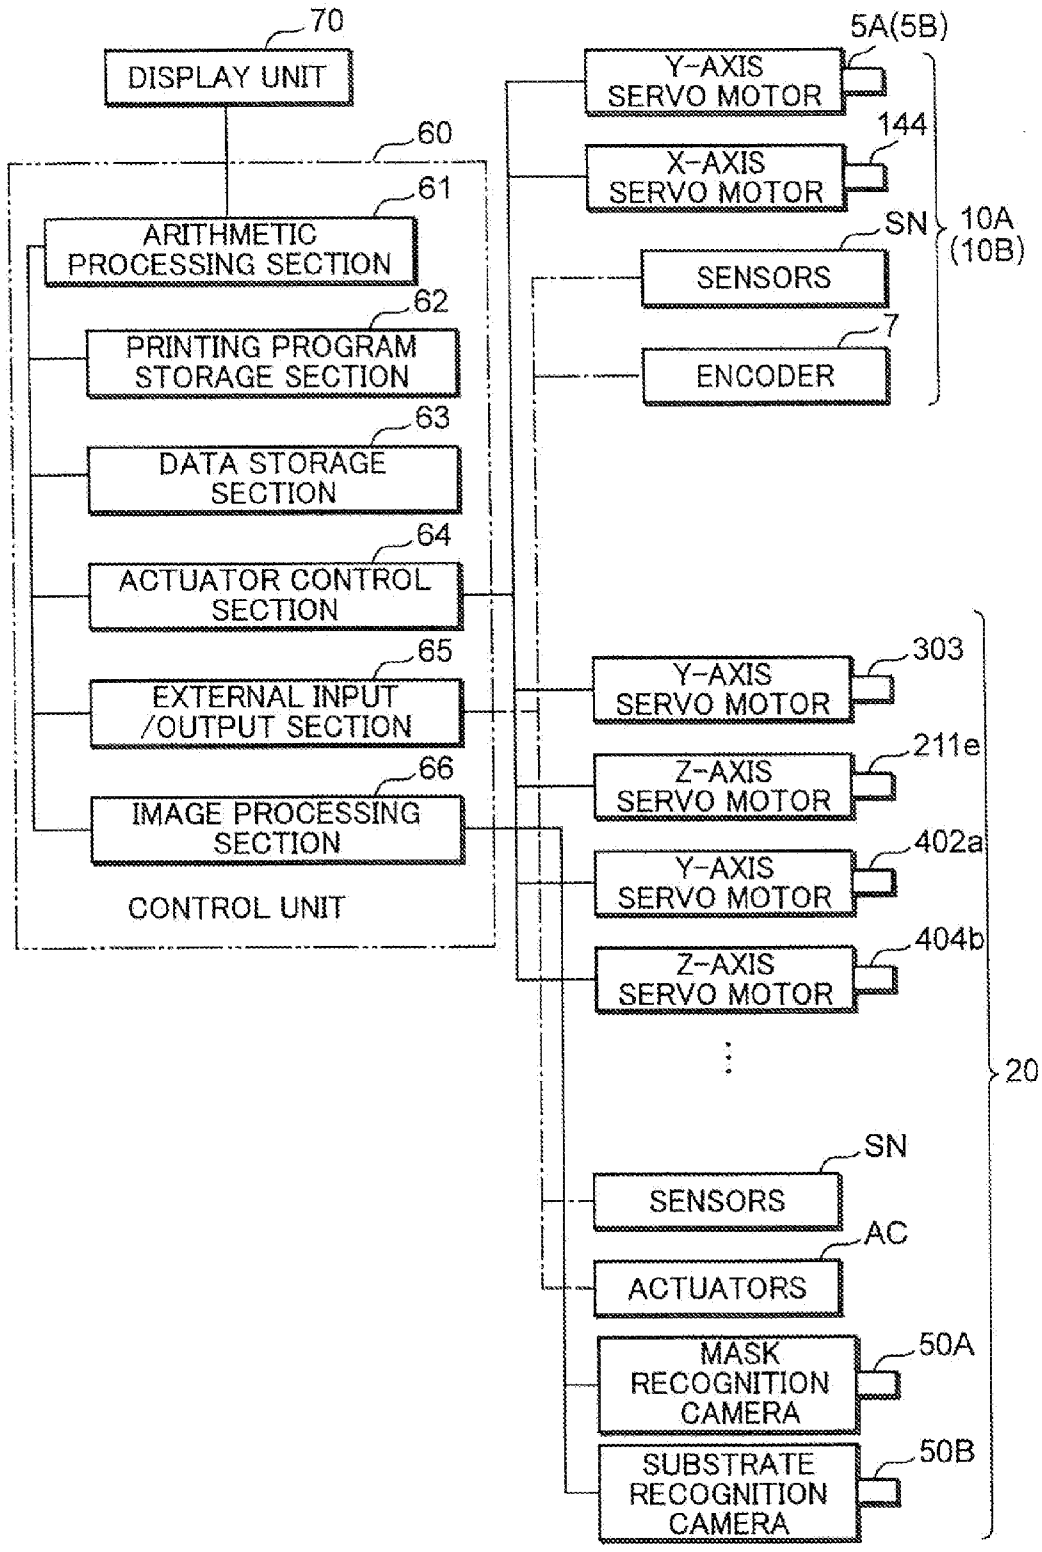 70
DISPLAY UNIT
60
61
ARITHMETIC
PROCESSING SECTION
62
PRINTING PROGRAM
STORAGE SECTION
63
DATA STORAGE
SECTION
64
ACTUATOR CONTROL
SECTION
65
EXTERNAL INPUT
/OUTPUT SECTION
66
IMAGE PROCESSING
SECTION
CONTROL UNIT
5A(5B)
Y-AXIS
SERVO MOTOR
144
X-AXIS
SERVO MOTOR
SN
SENSORS
7
ENCODER
10A
(10B)
303
Y-AXIS
SERVO MOTOR
211e
Z-AXIS
SERVO MOTOR
402a
Y-AXIS
SERVO MOTOR
404b
Z-AXIS
SERVO MOTOR
...
20
SN
SENSORS
AC
ACTUATORS
50A
MASK
RECOGNITION
CAMERA
50B
SUBSTRATE
RECOGNITION
CAMERA